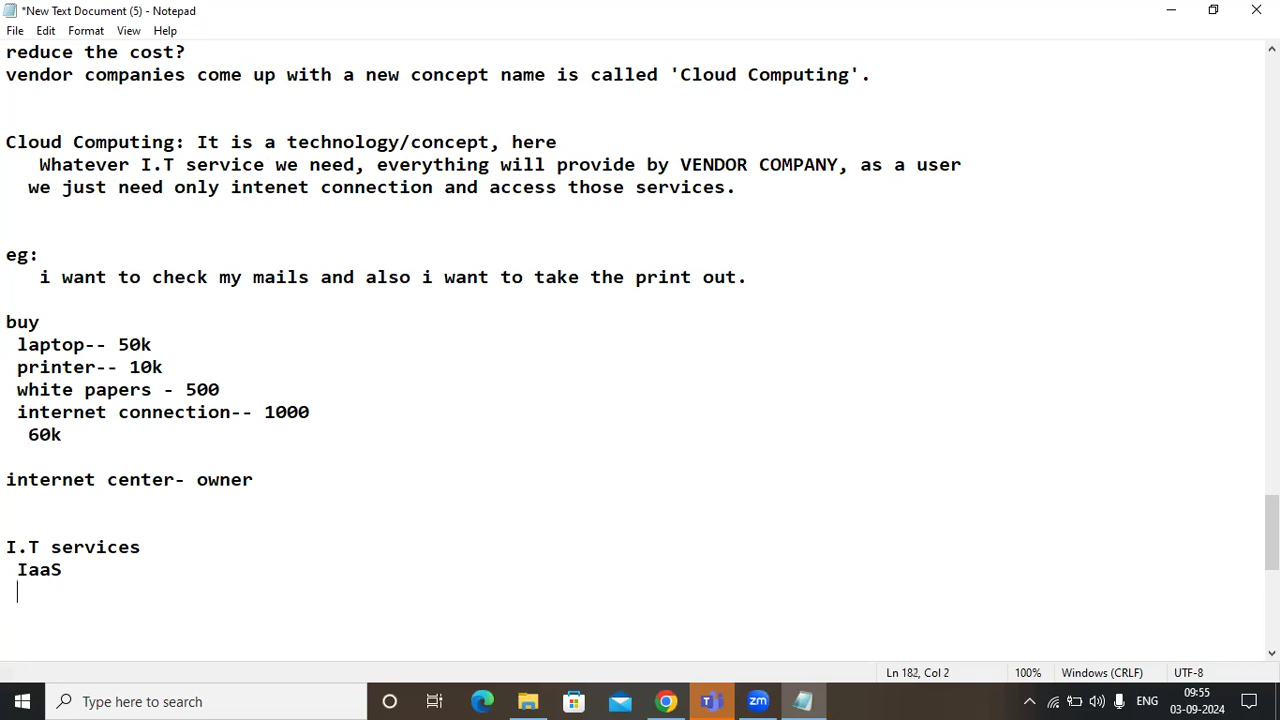 *New Text Document (5) - Notepad
File Edit Format View Help
reduce the cost?
vendor companies come up with a new concept name is called 'Cloud Computing'.
Cloud Computing: It is a technology/concept, here
Whatever I.T service we need, everything will provide by VENDOR COMPANY, as a user
we just need only intenet connection and access those services.
eg:
i want to check my mails and also i want to take the print out.
buy
laptop-- 50k
printer-- 10k
white papers - 500
internet connection-- 1000
60k
internet center- owner
I.T services
IaaS
Ln 182, Col 2 100% Windows (CRLF) UTF-8
Type here to search
zm
ENG
09:55
03-09-2024